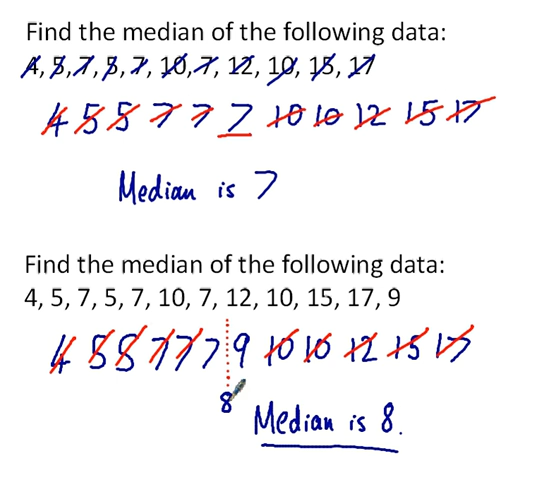 Find the median of the following data:
4, 5, 7, 5, 7, 10, 7, 12, 10, 15, 17
4 5 5 7 7 7 10 10 12 15 17
Median is 7
Find the median of the following data:
4, 5, 7, 5, 7, 10, 7, 12, 10, 15, 17, 9
4 5 5 7 7 7 9 10 10 12 15 17
8
Median is 8.